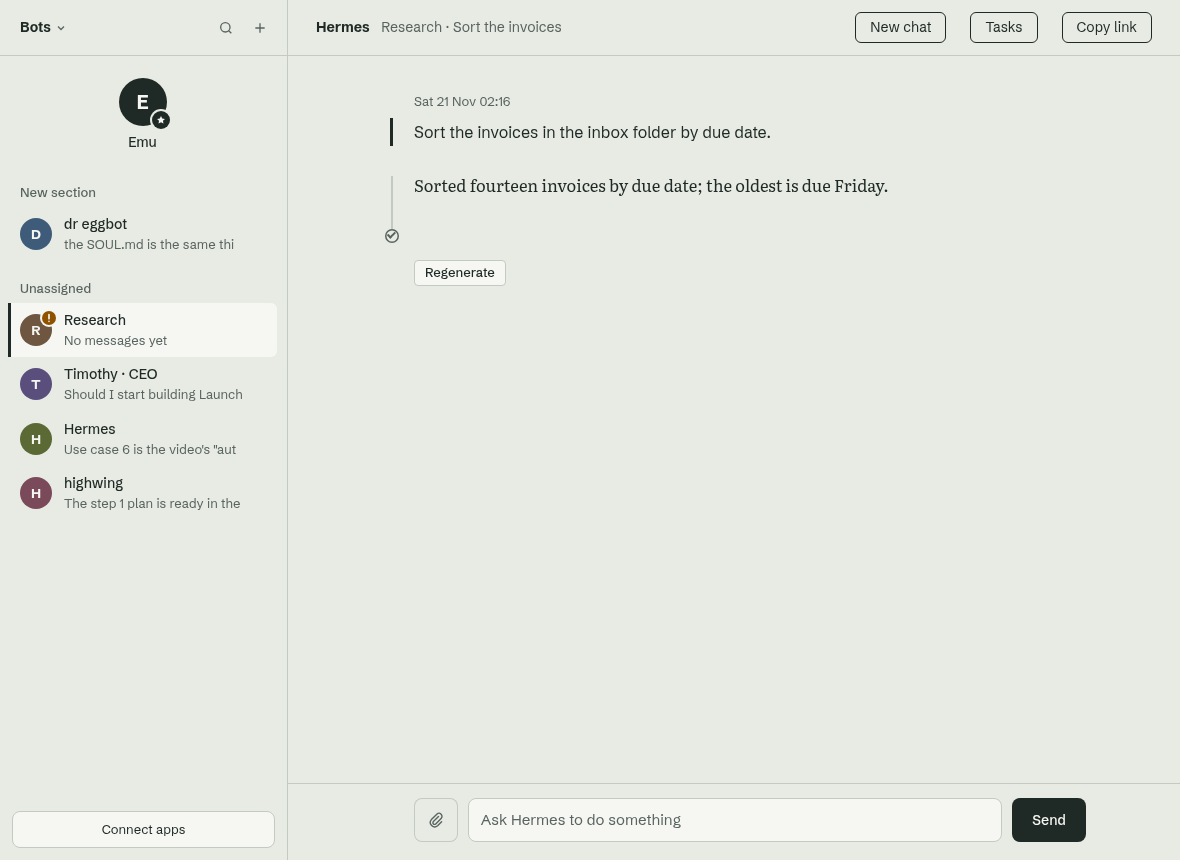 Bots
Hermes Research · Sort the invoices
New chat
Tasks
Copy link
E
Emu
New section
D
dr eggbot
the SOUL.md is the same thi
Unassigned
R
!
Research
No messages yet
T
Timothy · CEO
Should I start building Launch
H
Hermes
Use case 6 is the video's "aut
H
highwing
The step 1 plan is ready in the
Connect apps
Sat 21 Nov 02:16
Sort the invoices in the inbox folder by due date.
Sorted fourteen invoices by due date; the oldest is due Friday.
Regenerate
Ask Hermes to do something
Send